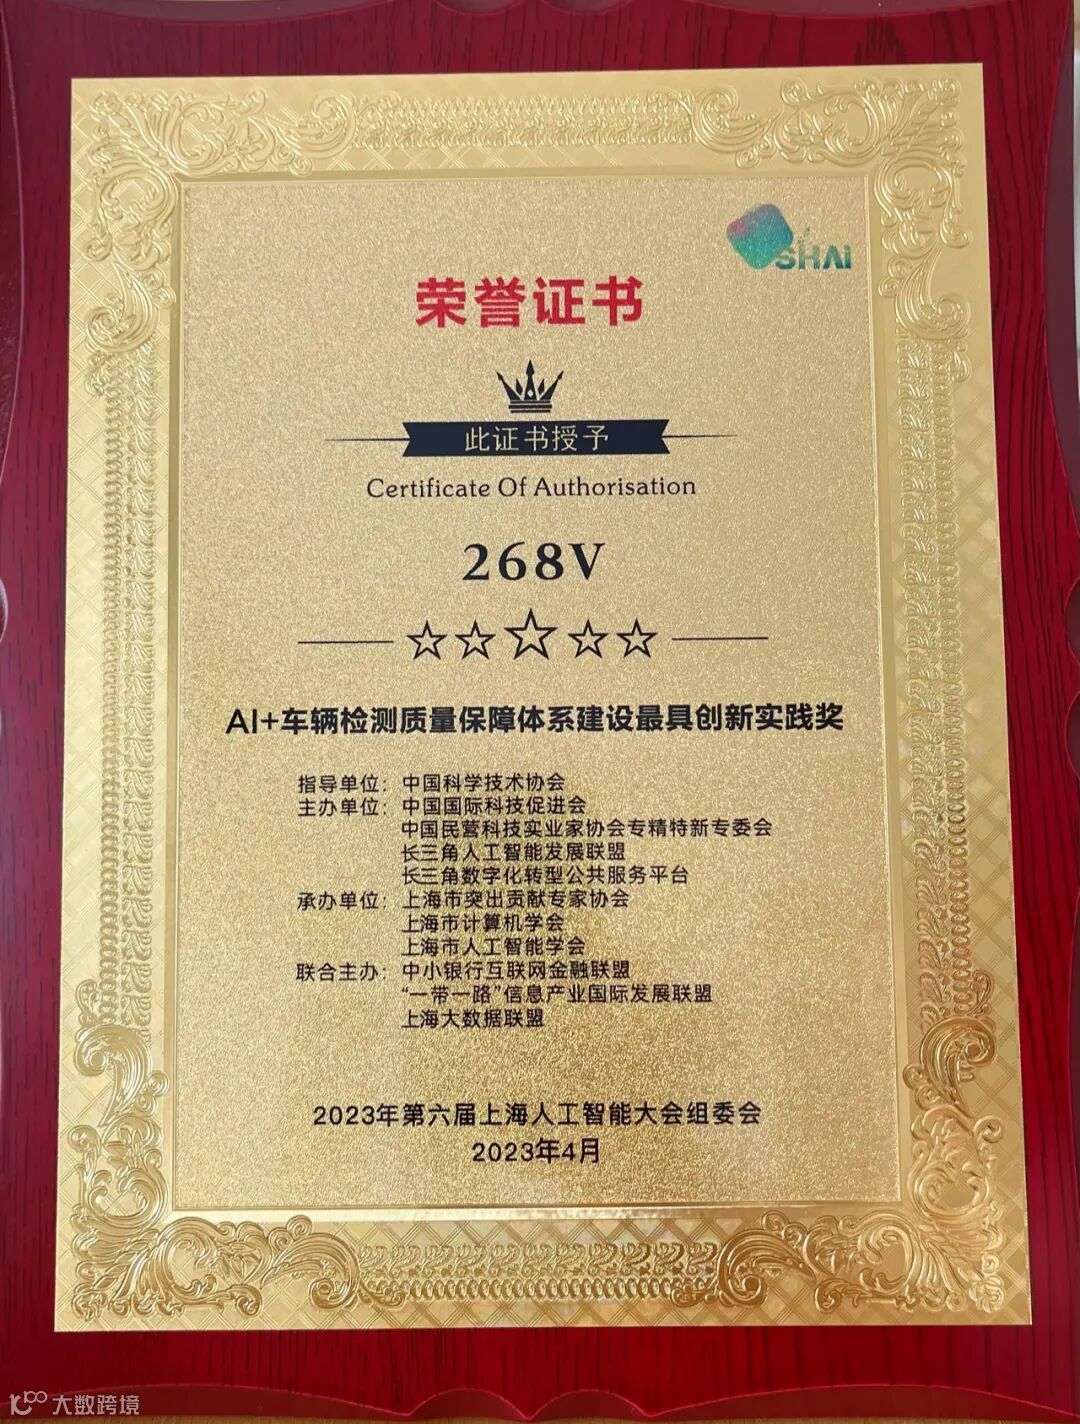 SHAi
荣誉证书
此证书授予
Certificate Of Authorisation
268V
AI+车辆检测质量保障体系建设最具创新实践奖
指导单位：中国科学技术协会
主办单位：中国国际科技促进会
中国民营科技实业家协会专精特新专委会
长三角人工智能发展联盟
长三角数字化转型公共服务平台
承办单位：上海市突出贡献专家协会
上海市计算机学会
上海市人工智能学会
联合主办：中小银行互联网金融联盟
“一带一路”信息产业国际发展联盟
上海大数据联盟
2023年第六届上海人工智能大会组委会
2023年4月
大数跨境